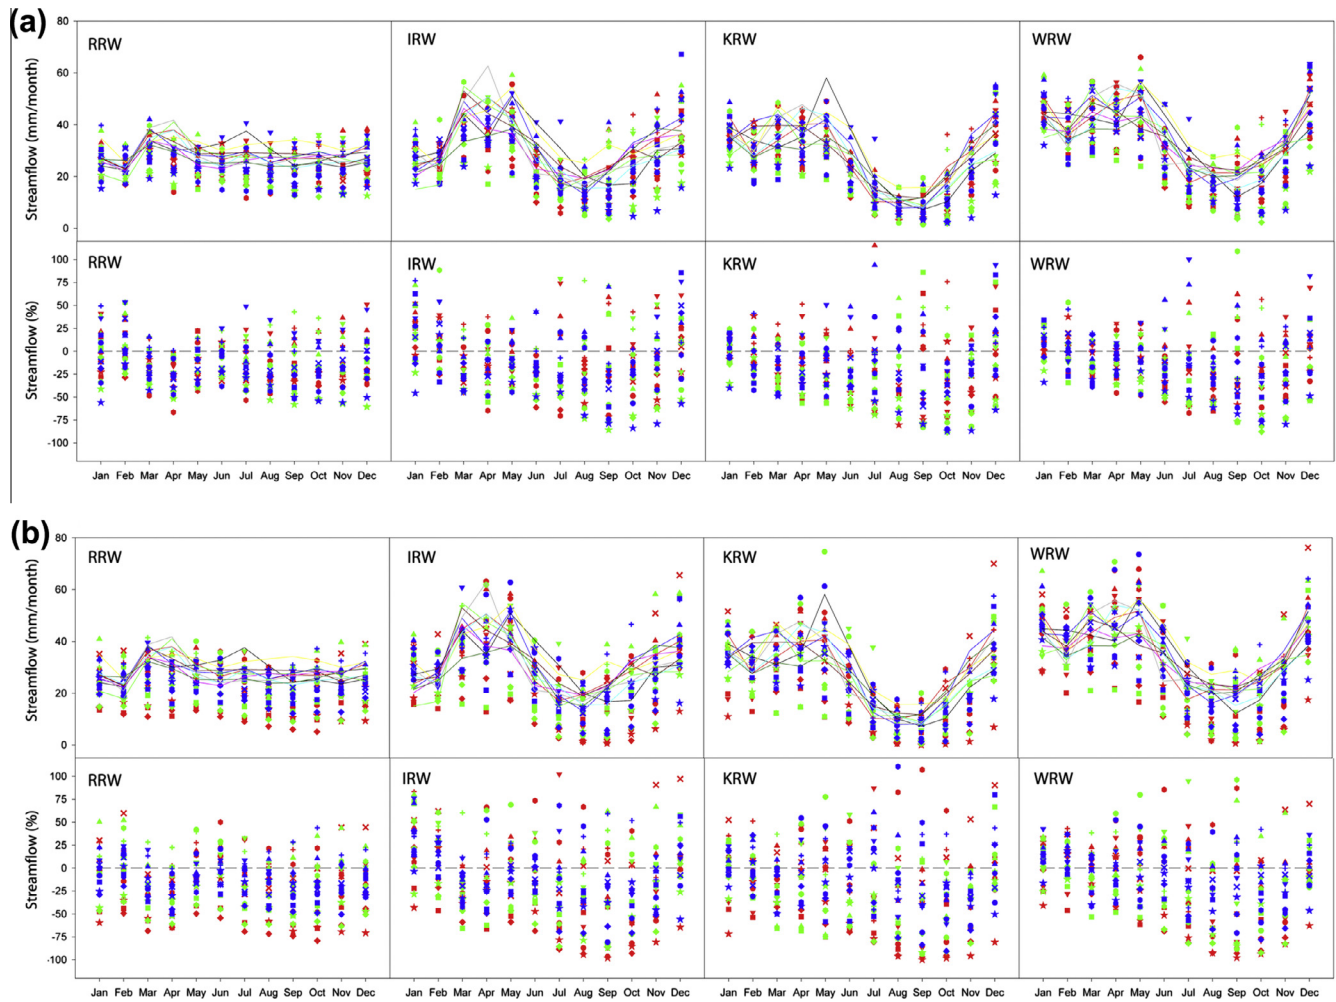 (a)
80
60
40
20
0
Streamflow (mm/month)
RRW
IRW
KRW
WRW
100
75
50
25
0
-25
-50
-75
-100
Streamflow (%)
RRW
IRW
KRW
WRW
Jan Feb Mar Apr May Jun Jul Aug Sep Oct Nov Dec
Jan Feb Mar Apr May Jun Jul Aug Sep Oct Nov Dec
Jan Feb Mar Apr May Jun Jul Aug Sep Oct Nov Dec
Jan Feb Mar Apr May Jun Jul Aug Sep Oct Nov Dec
(b)
80
60
40
20
0
Streamflow (mm/month)
RRW
IRW
KRW
WRW
100
75
50
25
0
-25
-50
-75
-100
Streamflow (%)
RRW
IRW
KRW
WRW
Jan Feb Mar Apr May Jun Jul Aug Sep Oct Nov Dec
Jan Feb Mar Apr May Jun Jul Aug Sep Oct Nov Dec
Jan Feb Mar Apr May Jun Jul Aug Sep Oct Nov Dec
Jan Feb Mar Apr May Jun Jul Aug Sep Oct Nov Dec